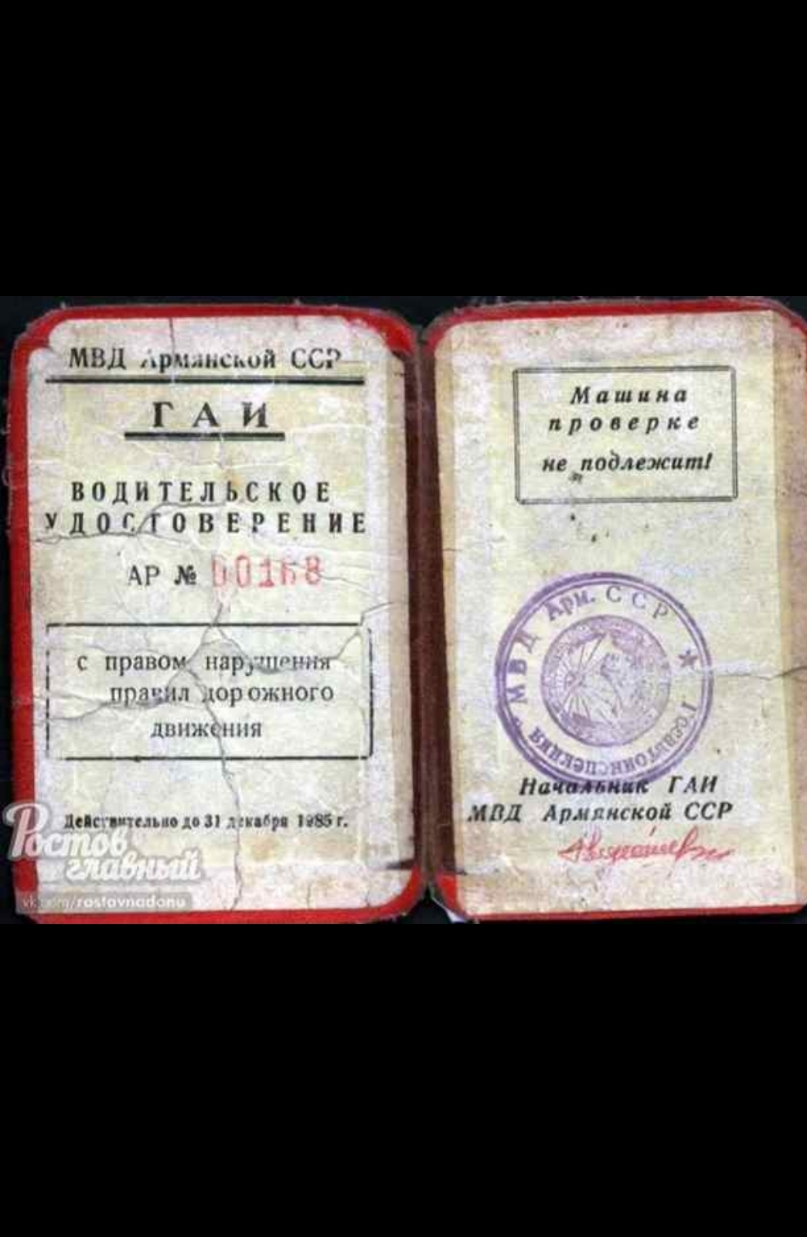 МВД Армянской ССР
ГАИ
ВОДИТЕЛЬСКОЕ
УДОСТОВЕРЕНИЕ
АР № 00168
с правом нарушения
правил дорожного
движения
Действительно до 31 декабря 1985 г.
Ростов
главный
vk.com/rostovnadonu
Машина
проверке
не подлежит!
МВД Арм. ССР ★ Госавтоинспекция
Начальник ГАИ
МВД Армянской ССР